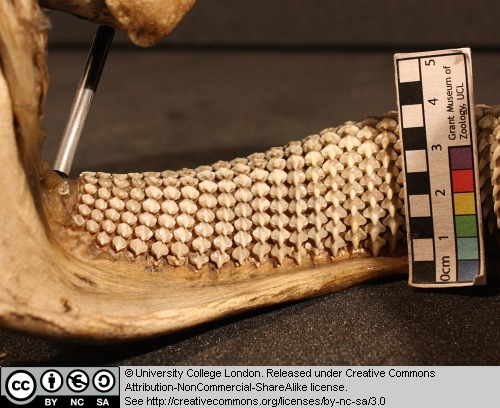 0cm 1 2 3 4 5
Grant Museum of
Zoology, UCL
cc BY NC SA
© University College London. Released under Creative Commons
Attribution-NonCommercial-ShareAlike license.
See http://creativecommons.org/licenses/by-nc-sa/3.0